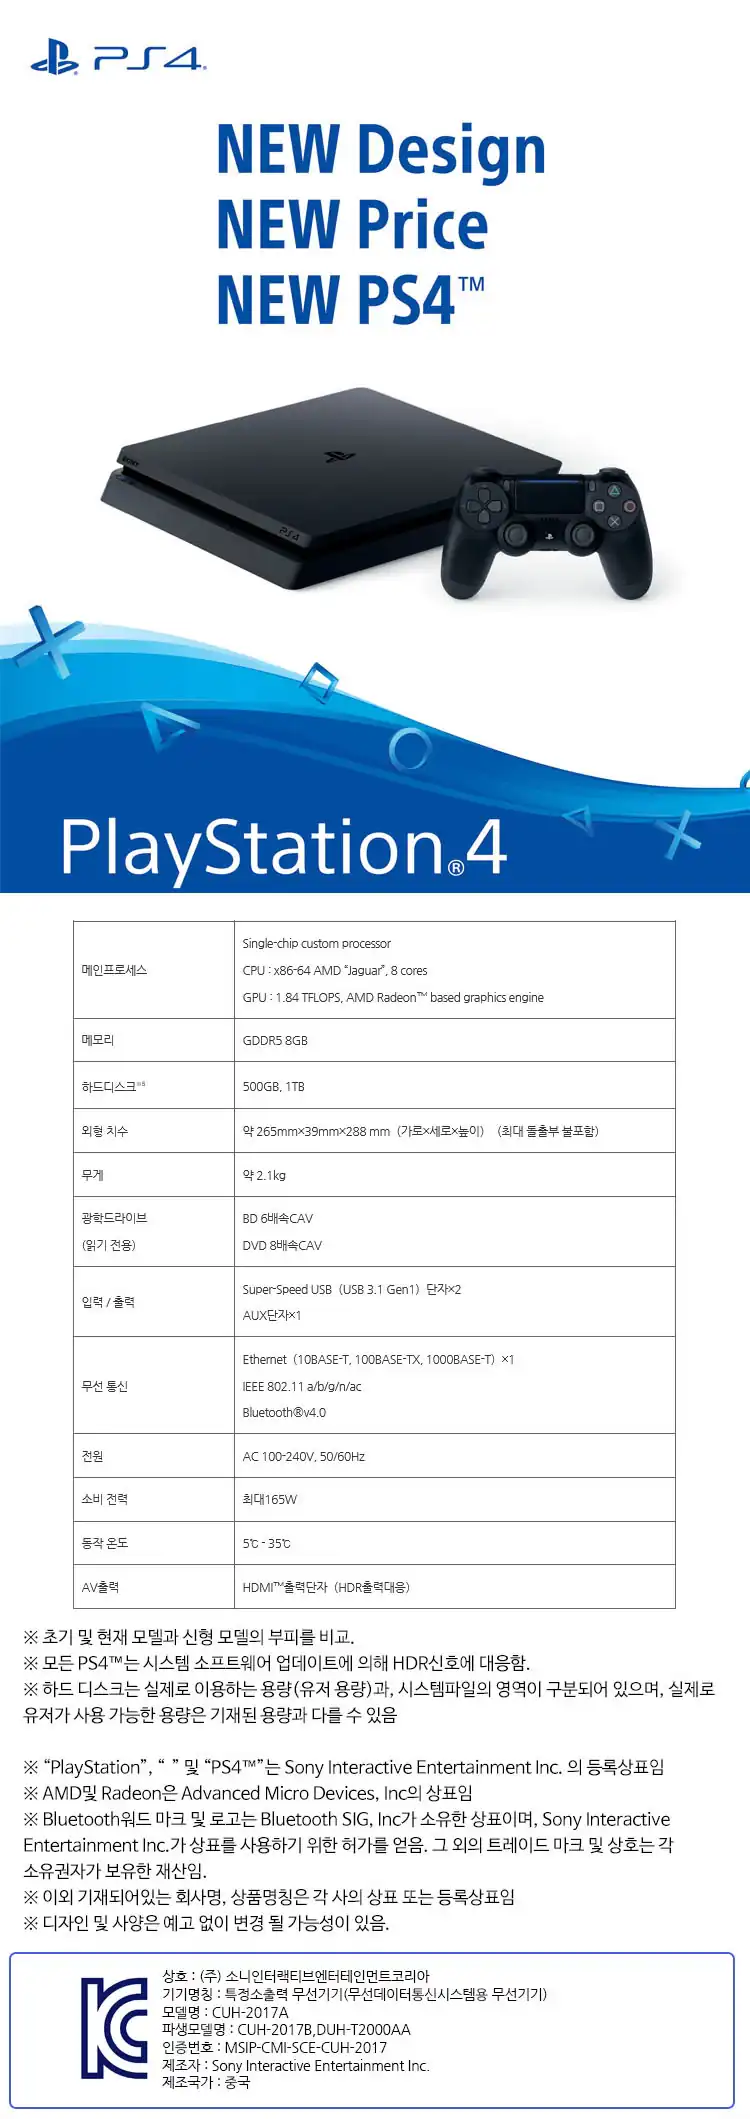 PS4
NEW Design
NEW Price
NEW PS4™
SONY
PS4
PlayStation®4
메인프로세스
Single-chip custom processor
CPU : x86-64 AMD “Jaguar”, 8 cores
GPU : 1.84 TFLOPS, AMD Radeon™ based graphics engine
메모리
GDDR5 8GB
하드디스크※5
500GB, 1TB
외형 치수
약 265mm×39mm×288 mm (가로×세로×높이) (최대 돌출부 불포함)
무게
약 2.1kg
광학드라이브
(읽기 전용)
BD 6배속CAV
DVD 8배속CAV
입력 / 출력
Super-Speed USB (USB 3.1 Gen1) 단자×2
AUX단자×1
무선 통신
Ethernet (10BASE-T, 100BASE-TX, 1000BASE-T) ×1
IEEE 802.11 a/b/g/n/ac
Bluetooth®v4.0
전원
AC 100-240V, 50/60Hz
소비 전력
최대165W
동작 온도
5℃ - 35℃
AV출력
HDMI™출력단자 (HDR출력대응)
※ 초기 및 현재 모델과 신형 모델의 부피를 비교.
※ 모든 PS4™는 시스템 소프트웨어 업데이트에 의해 HDR신호에 대응함.
※ 하드 디스크는 실제로 이용하는 용량(유저 용량)과, 시스템파일의 영역이 구분되어 있으며, 실제로
유저가 사용 가능한 용량은 기재된 용량과 다를 수 있음
※ “PlayStation”, “ ” 및 “PS4™”는 Sony Interactive Entertainment Inc. 의 등록상표임
※ AMD및 Radeon은 Advanced Micro Devices, Inc의 상표임
※ Bluetooth워드 마크 및 로고는 Bluetooth SIG, Inc가 소유한 상표이며, Sony Interactive
Entertainment Inc.가 상표를 사용하기 위한 허가를 얻음. 그 외의 트레이드 마크 및 상호는 각
소유권자가 보유한 재산임.
※ 이외 기재되어있는 회사명, 상품명칭은 각 사의 상표 또는 등록상표임
※ 디자인 및 사양은 예고 없이 변경 될 가능성이 있음.
상호 : (주) 소니인터랙티브엔터테인먼트코리아
기기명칭 : 특정소출력 무선기기(무선데이터통신시스템용 무선기기)
모델명 : CUH-2017A
파생모델명 : CUH-2017B,DUH-T2000AA
인증번호 : MSIP-CMI-SCE-CUH-2017
제조자 : Sony Interactive Entertainment Inc.
제조국가 : 중국